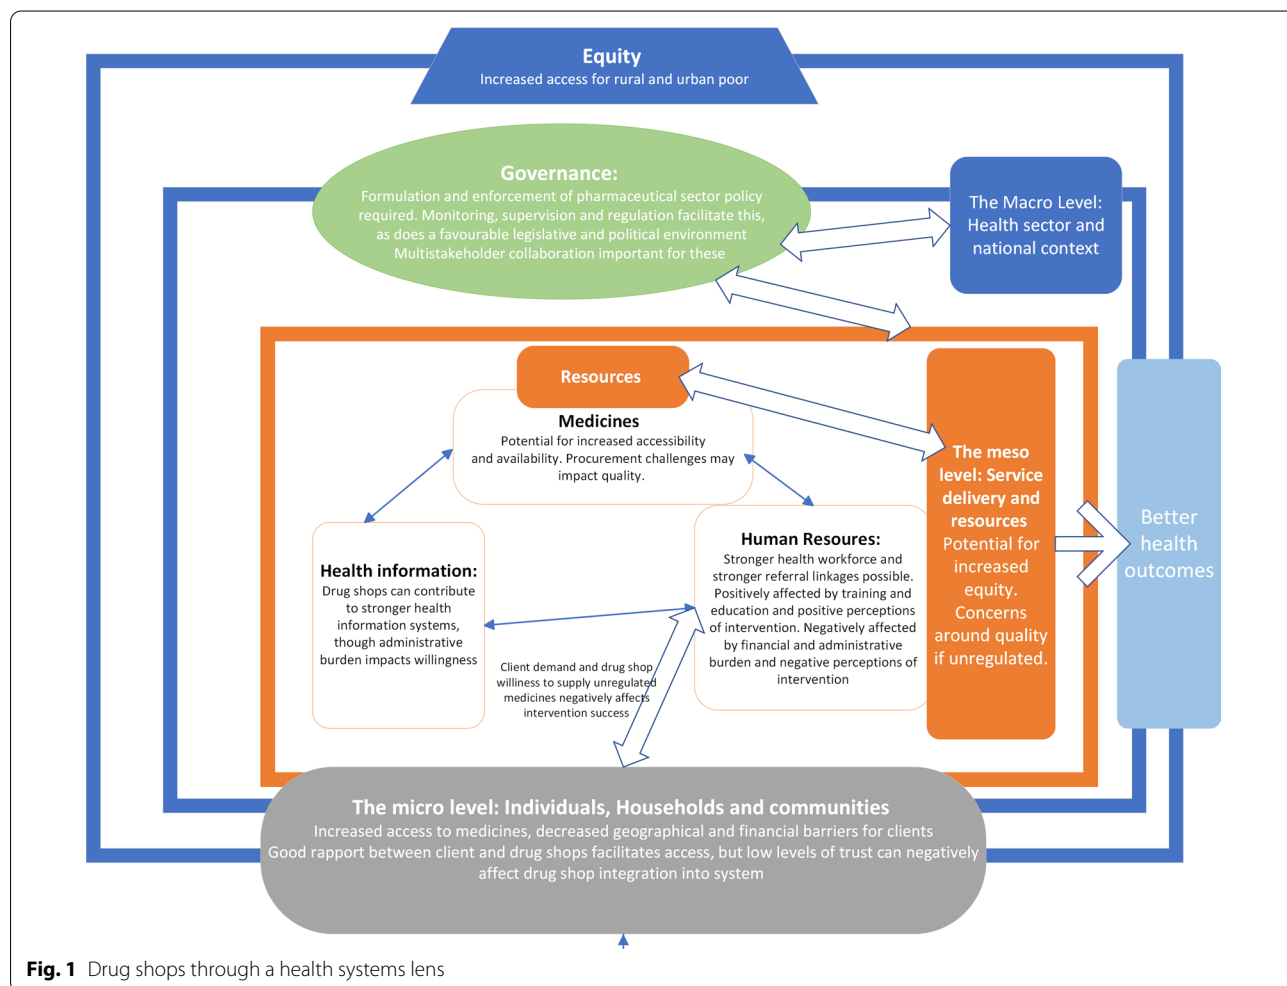 Equity
Increased access for rural and urban poor
Governance:
Formulation and enforcement of pharmaceutical sector policy
required. Monitoring, supervision and regulation facilitate this,
as does a favourable legislative and political environment
Multistakeholder collaboration important for these
The Macro Level:
Health sector and
national context
Resources
Medicines
Potential for increased accessibility
and availability. Procurement challenges may
impact quality.
Health information:
Drug shops can contribute
to stronger health
information systems,
though administrative
burden impacts willingness
Human Resoures:
Stronger health workforce and
stronger referral linkages possible.
Positively affected by training and
education and positive perceptions
of intervention. Negatively affected
by financial and administrative
burden and negative perceptions of
intervention
Client demand and drug shop
williness to supply unregulated
medicines negatively affects
intervention success
The meso
level: Service
delivery and
resources
Potential for
increased
equity.
Concerns
around quality
if unregulated.
Better
health
outcomes
The micro level: Individuals, Households and communities
Increased access to medicines, decreased geographical and financial barriers for clients
Good rapport between client and drug shops facilitates access, but low levels of trust can negatively
affect drug shop integration into system
Fig. 1 Drug shops through a health systems lens